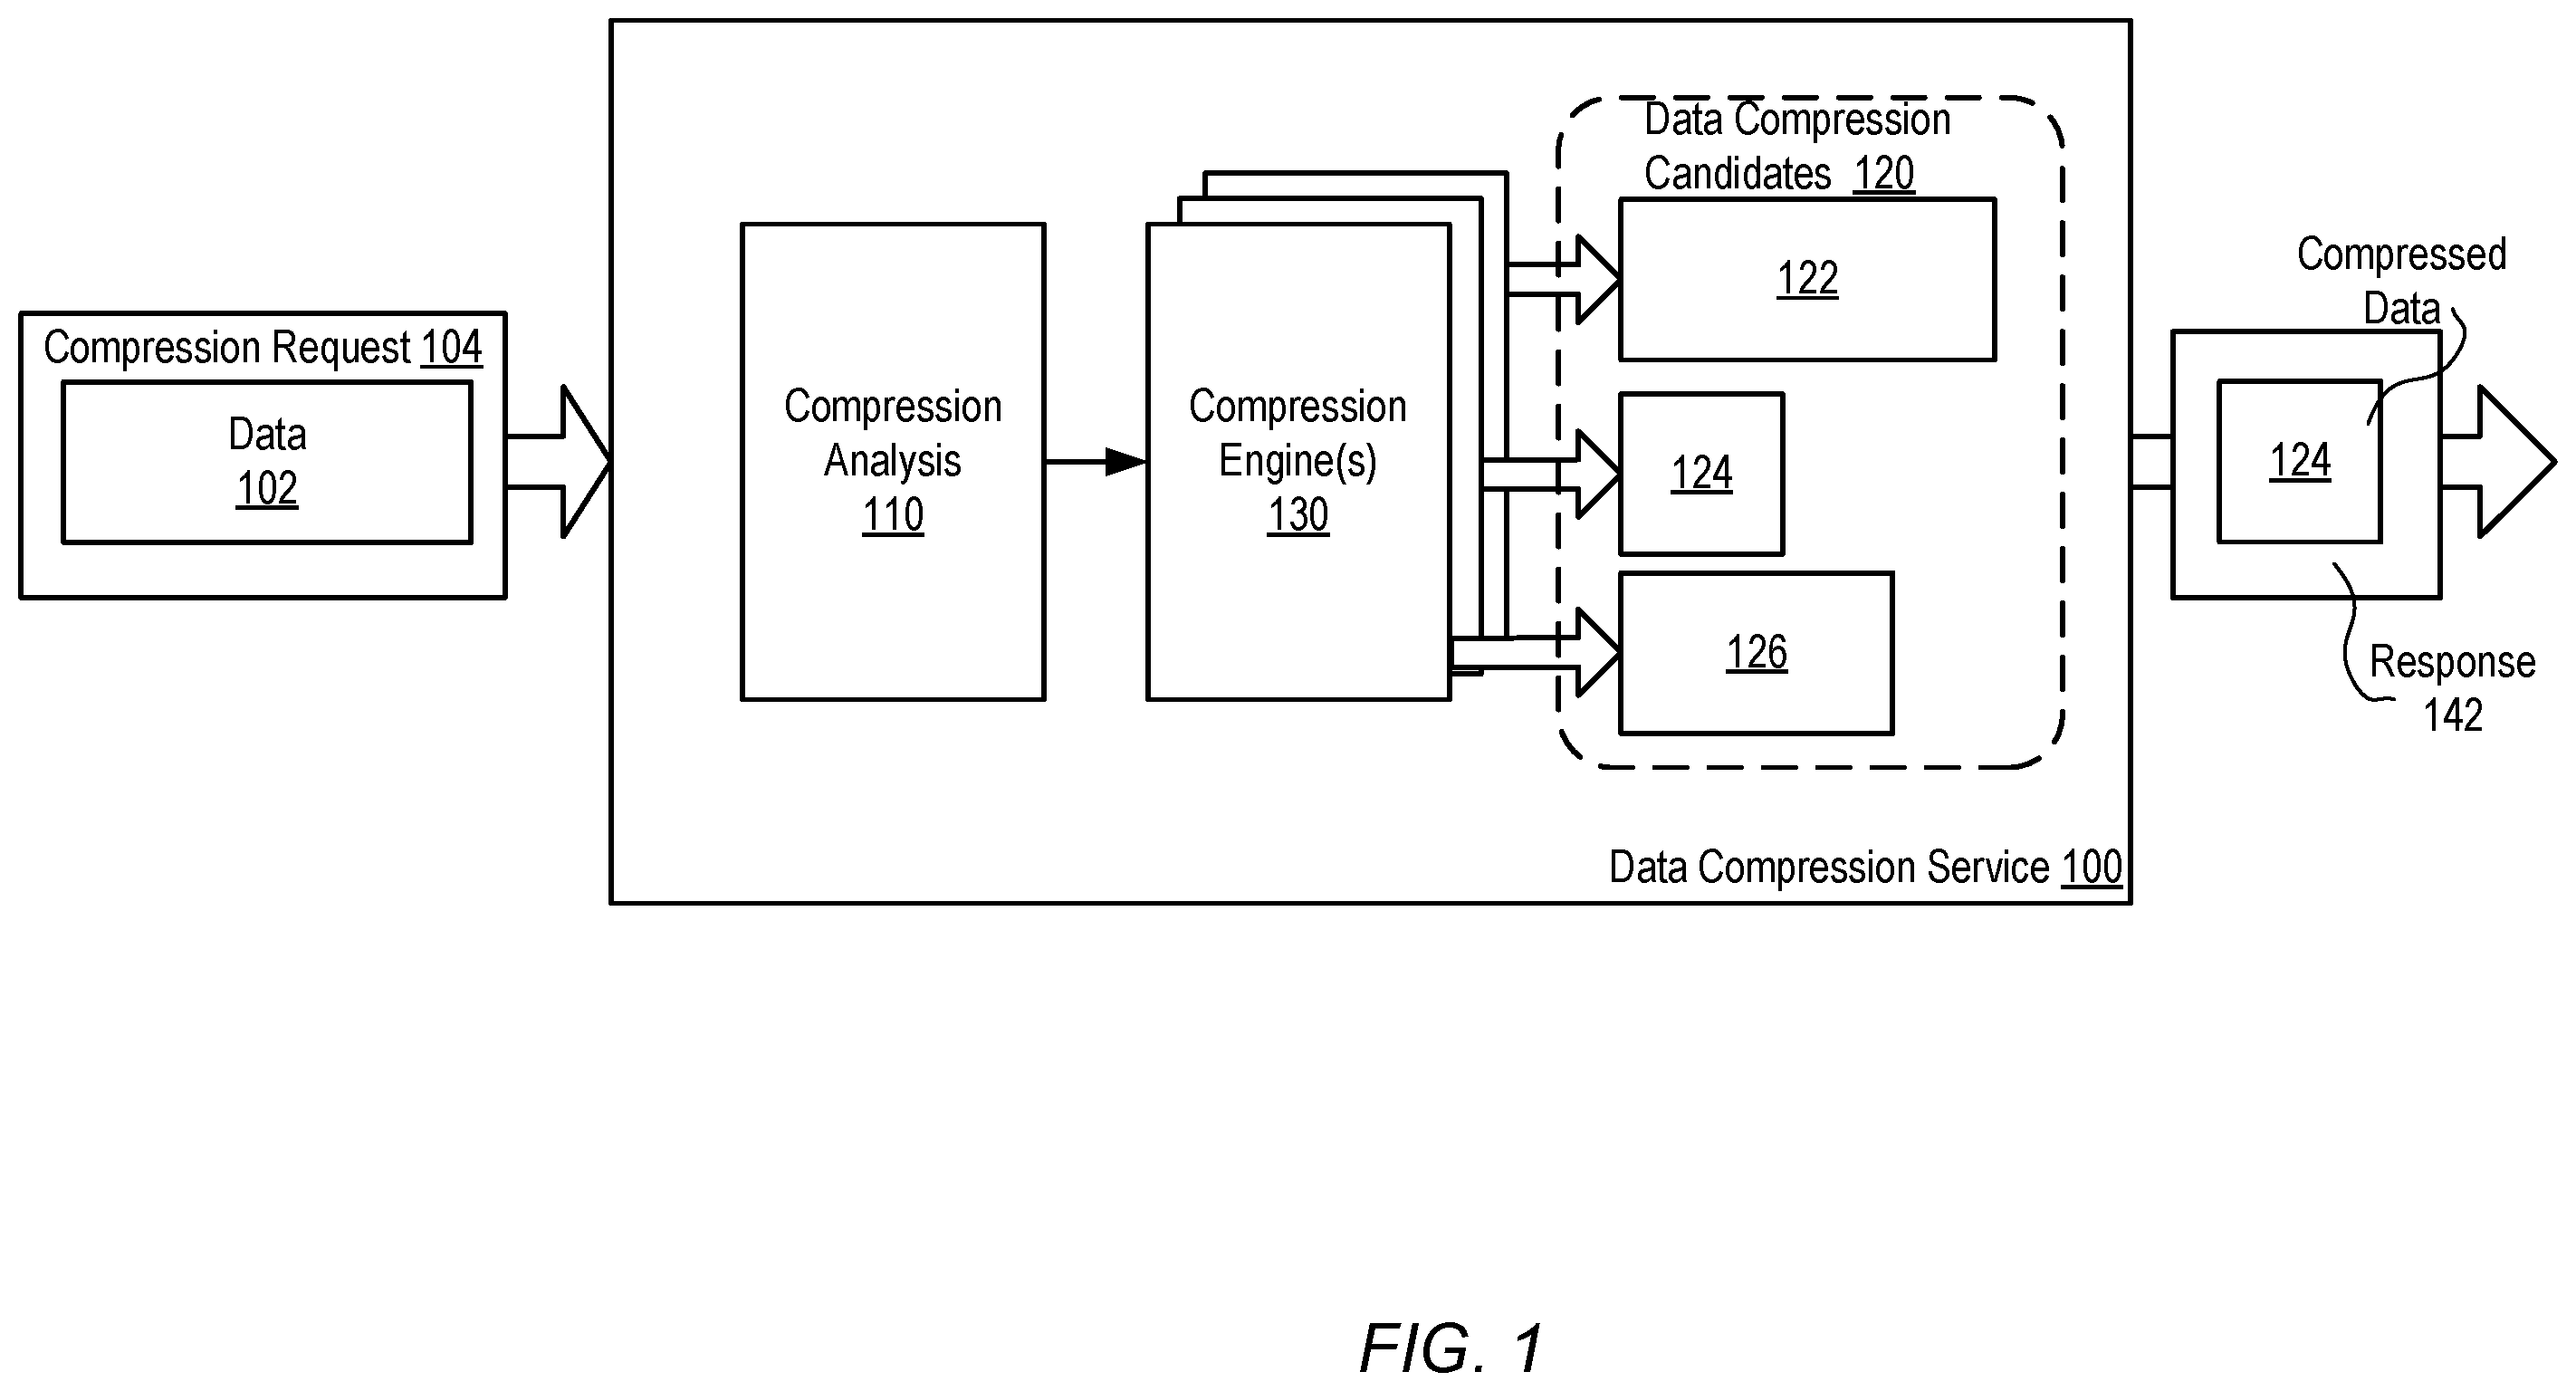 Compression Request 104
Data
102
Compression
Analysis
110
Compression
Engine(s)
130
Data Compression
Candidates 120
122
124
126
Data Compression Service 100
Compressed
Data
124
Response
142
FIG. 1